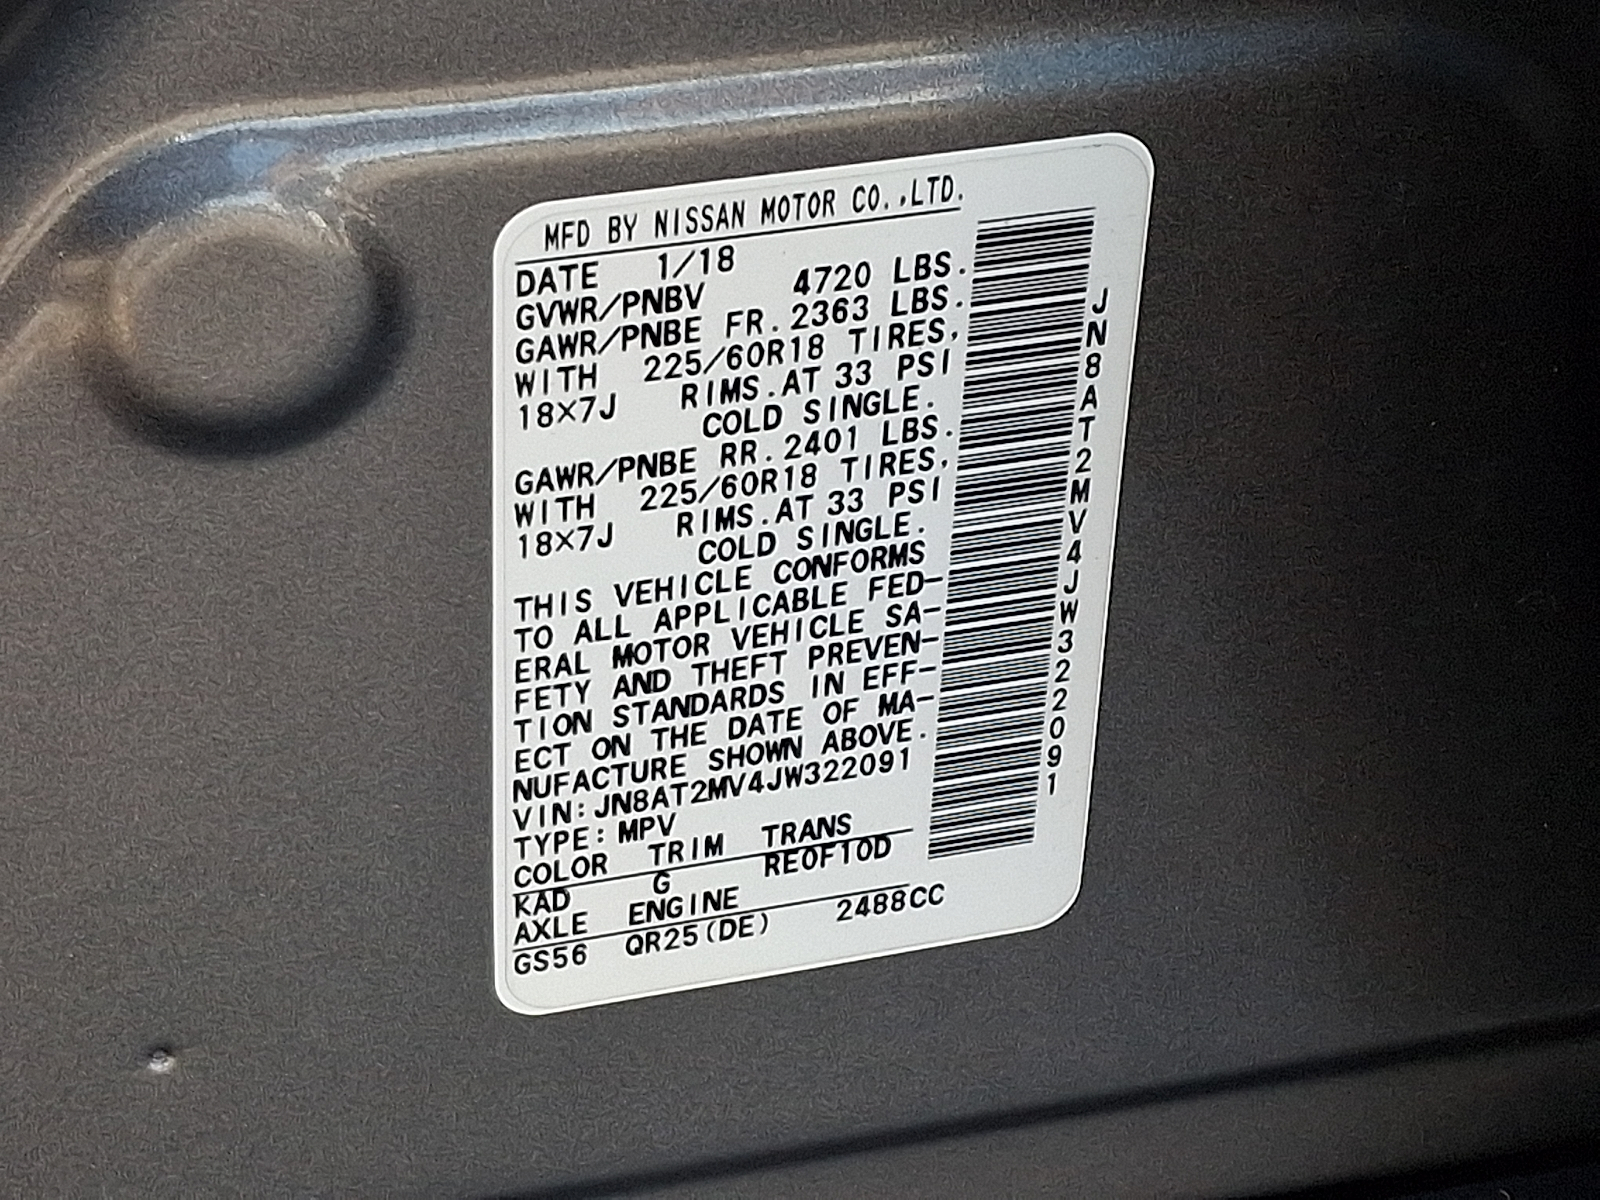 MFD BY NISSAN MOTOR CO.,LTD.
DATE 1/18
GVWR/PNBV 4720 LBS.
GAWR/PNBE FR. 2363 LBS.
WITH 225/60R18 TIRES,
18×7J RIMS.AT 33 PSI
COLD SINGLE.
GAWR/PNBE RR. 2401 LBS.
WITH 225/60R18 TIRES,
18×7J RIMS.AT 33 PSI
COLD SINGLE.
THIS VEHICLE CONFORMS
TO ALL APPLICABLE FED-
ERAL MOTOR VEHICLE SA-
FETY AND THEFT PREVEN-
TION STANDARDS IN EFF-
ECT ON THE DATE OF MA-
NUFACTURE SHOWN ABOVE.
VIN:JN8AT2MV4JW322091
TYPE:MPV
COLOR TRIM TRANS
KAD G RE0F10D
AXLE ENGINE
GS56 QR25(DE) 2488CC
JN8AT2MV4JW322091